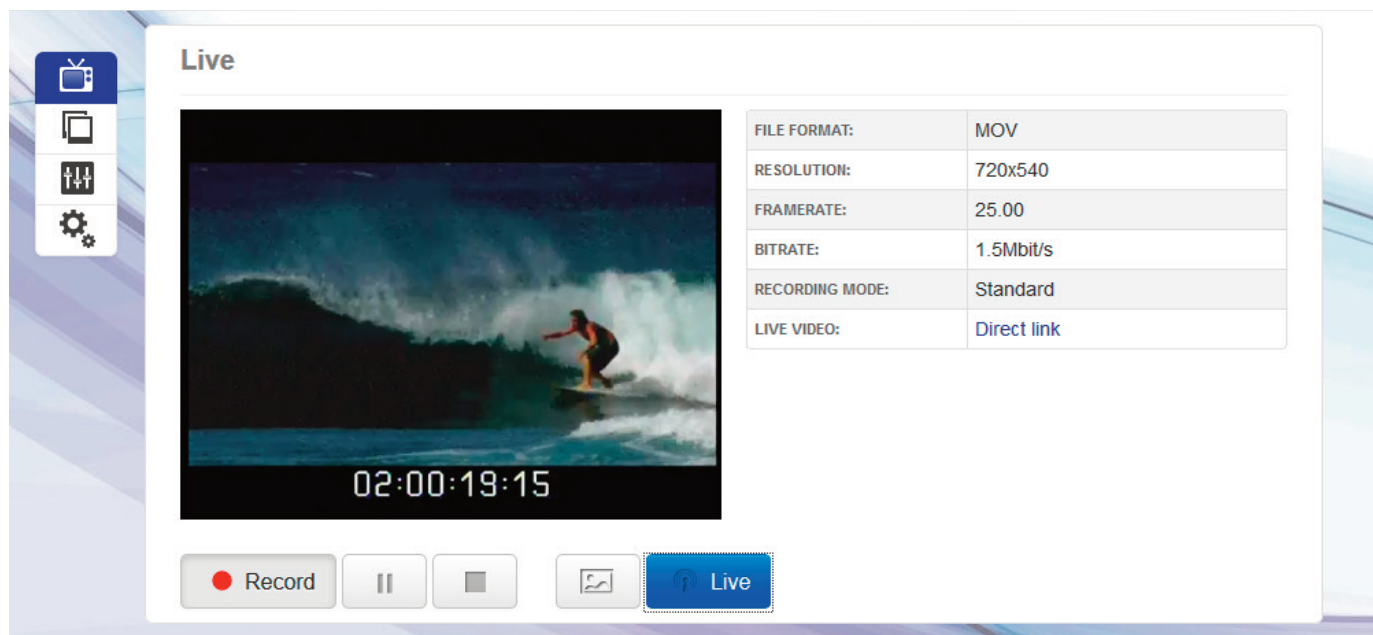 Live
FILE FORMAT: MOV
RESOLUTION: 720x540
FRAMERATE: 25.00
BITRATE: 1.5Mbit/s
RECORDING MODE: Standard
LIVE VIDEO: Direct link
02:00:19:15
Record
Live